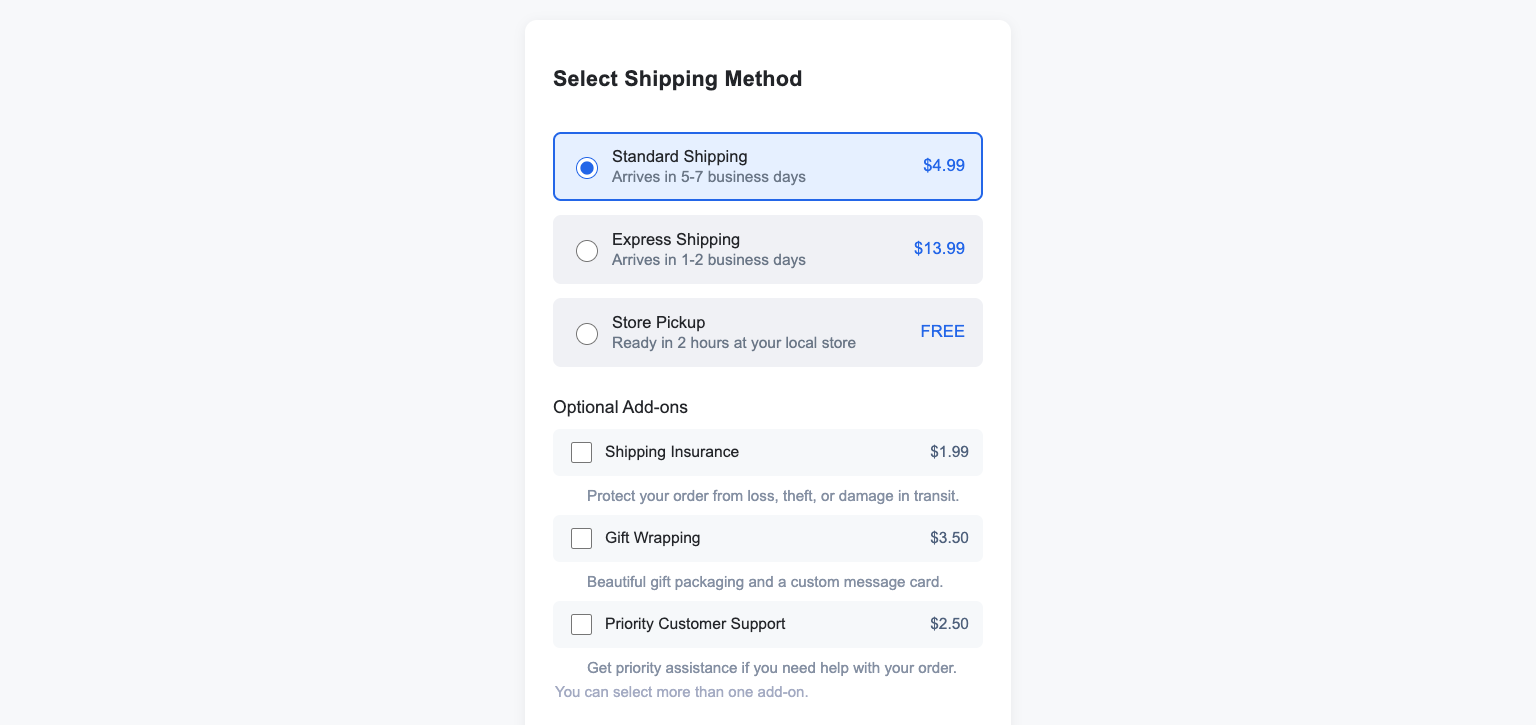 Select Shipping Method
Standard Shipping
Arrives in 5-7 business days
$4.99
Express Shipping
Arrives in 1-2 business days
$13.99
Store Pickup
Ready in 2 hours at your local store
FREE
Optional Add-ons
Shipping Insurance $1.99
Protect your order from loss, theft, or damage in transit.
Gift Wrapping $3.50
Beautiful gift packaging and a custom message card.
Priority Customer Support $2.50
Get priority assistance if you need help with your order.
You can select more than one add-on.